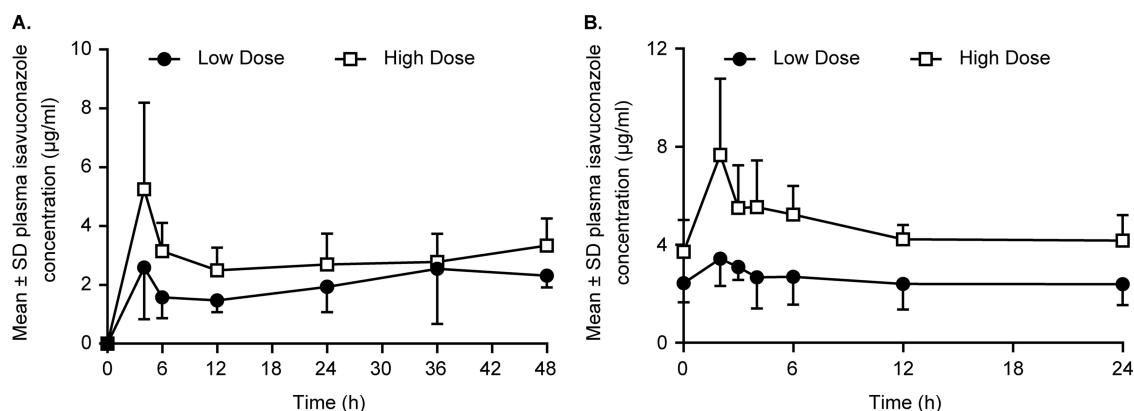 A.
Mean ± SD plasma isavuconazole
concentration (µg/ml)
10
8
6
4
2
0
Low Dose
High Dose
0 6 12 18 24 30 36 42 48
Time (h)
B.
Mean ± SD plasma isavuconazole
concentration (µg/ml)
12
8
4
0
Low Dose
High Dose
0 6 12 18 24
Time (h)